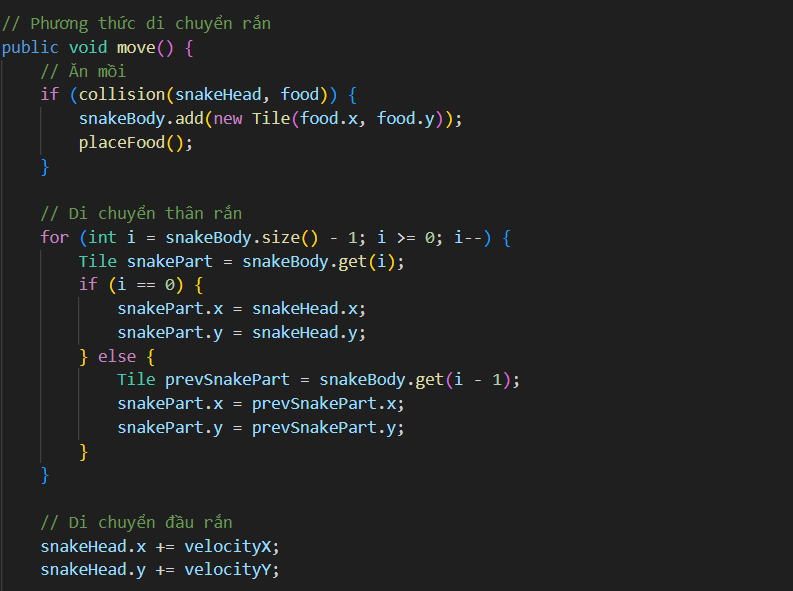 // Phương thức di chuyển rắn
public void move() {
    // Ăn mồi
    if (collision(snakeHead, food)) {
        snakeBody.add(new Tile(food.x, food.y));
        placeFood();
    }

    // Di chuyển thân rắn
    for (int i = snakeBody.size() - 1; i >= 0; i--) {
        Tile snakePart = snakeBody.get(i);
        if (i == 0) {
            snakePart.x = snakeHead.x;
            snakePart.y = snakeHead.y;
        } else {
            Tile prevSnakePart = snakeBody.get(i - 1);
            snakePart.x = prevSnakePart.x;
            snakePart.y = prevSnakePart.y;
        }
    }

    // Di chuyển đầu rắn
    snakeHead.x += velocityX;
    snakeHead.y += velocityY;